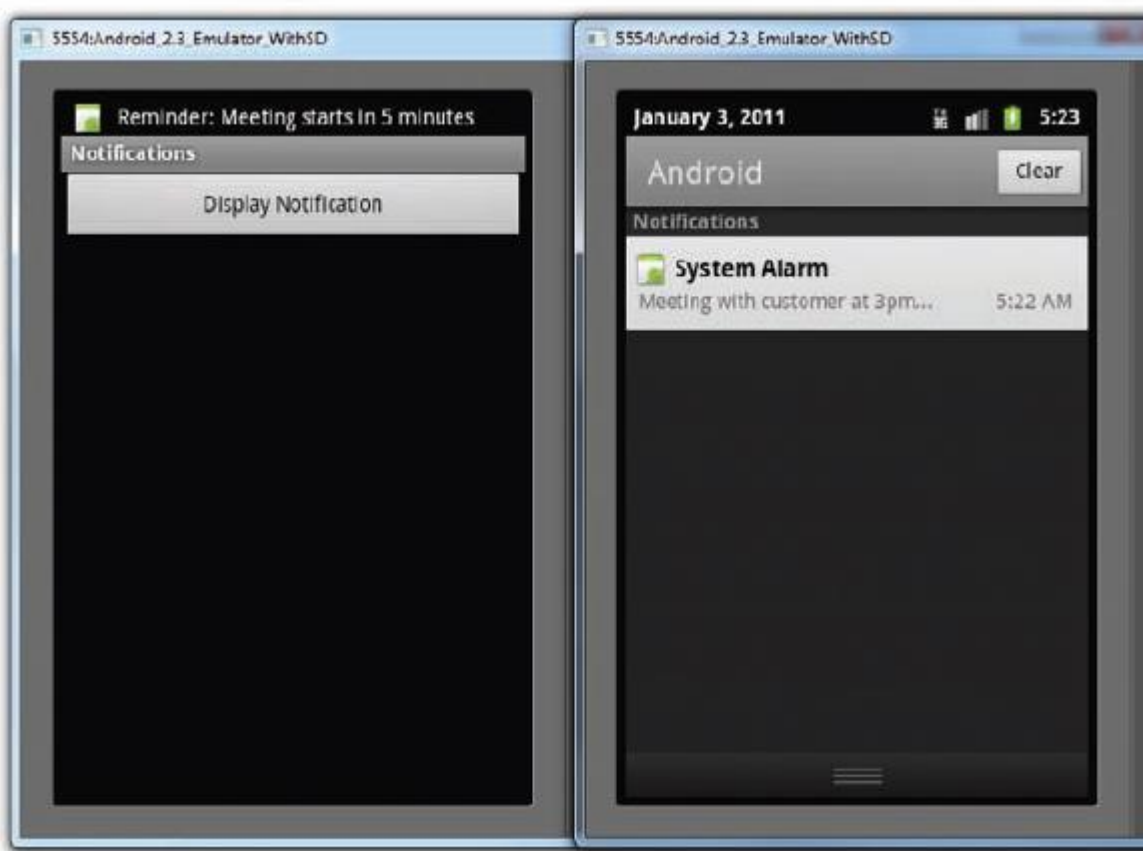 5554:Android_2.3_Emulator_WithSD
Reminder: Meeting starts in 5 minutes
Notifications
Display Notification
5554:Android_2.3_Emulator_WithSD
January 3, 2011 5:23
Android Clear
Notifications
System Alarm
Meeting with customer at 3pm... 5:22 AM